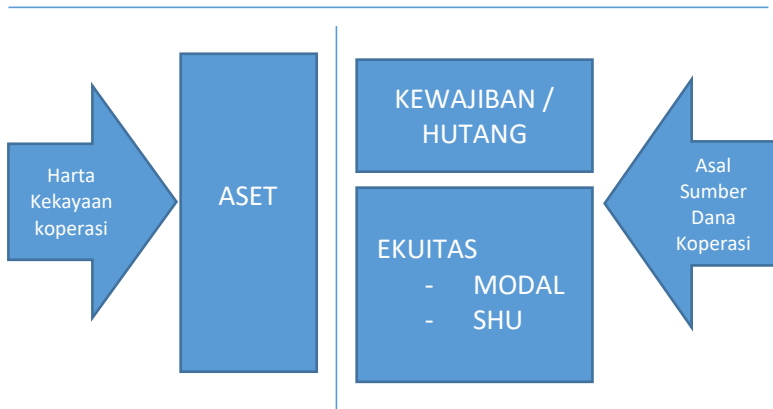 Harta
Kekayaan
koperasi
ASET
KEWAJIBAN /
HUTANG
EKUITAS
- MODAL
- SHU
Asal
Sumber
Dana
Koperasi